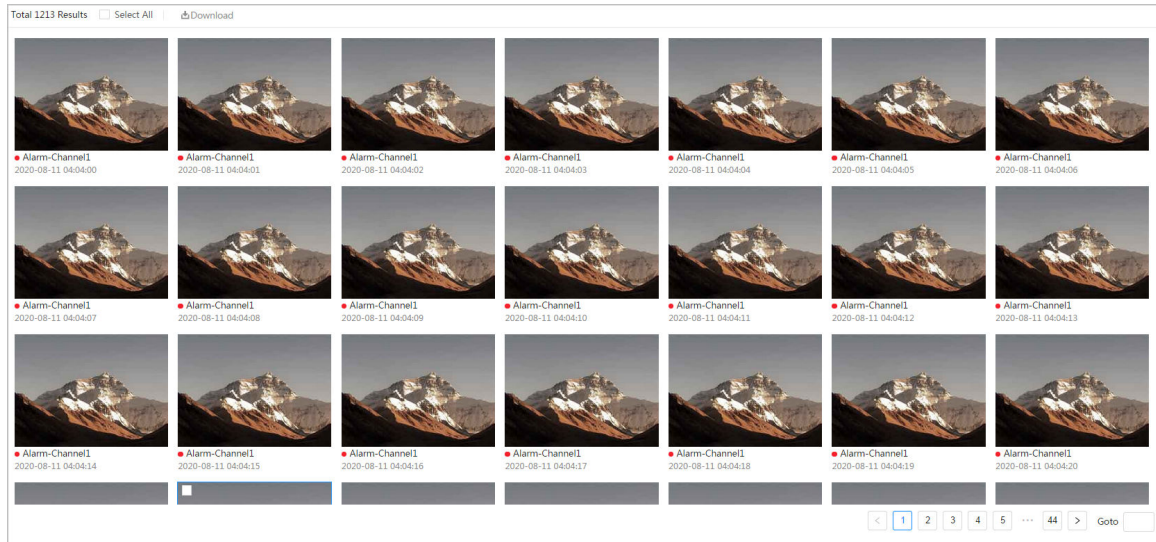 Total 1213 Results Select All Download
Alarm-Channel1 Alarm-Channel1 Alarm-Channel1 Alarm-Channel1 Alarm-Channel1 Alarm-Channel1 Alarm-Channel1
2020-08-11 04:04:00 2020-08-11 04:04:01 2020-08-11 04:04:02 2020-08-11 04:04:03 2020-08-11 04:04:04 2020-08-11 04:04:05 2020-08-11 04:04:06
Alarm-Channel1 Alarm-Channel1 Alarm-Channel1 Alarm-Channel1 Alarm-Channel1 Alarm-Channel1 Alarm-Channel1
2020-08-11 04:04:07 2020-08-11 04:04:08 2020-08-11 04:04:09 2020-08-11 04:04:10 2020-08-11 04:04:11 2020-08-11 04:04:12 2020-08-11 04:04:13
Alarm-Channel1 Alarm-Channel1 Alarm-Channel1 Alarm-Channel1 Alarm-Channel1 Alarm-Channel1 Alarm-Channel1
2020-08-11 04:04:14 2020-08-11 04:04:15 2020-08-11 04:04:16 2020-08-11 04:04:17 2020-08-11 04:04:18 2020-08-11 04:04:19 2020-08-11 04:04:20
< 1 2 3 4 5 ••• 44 > Goto